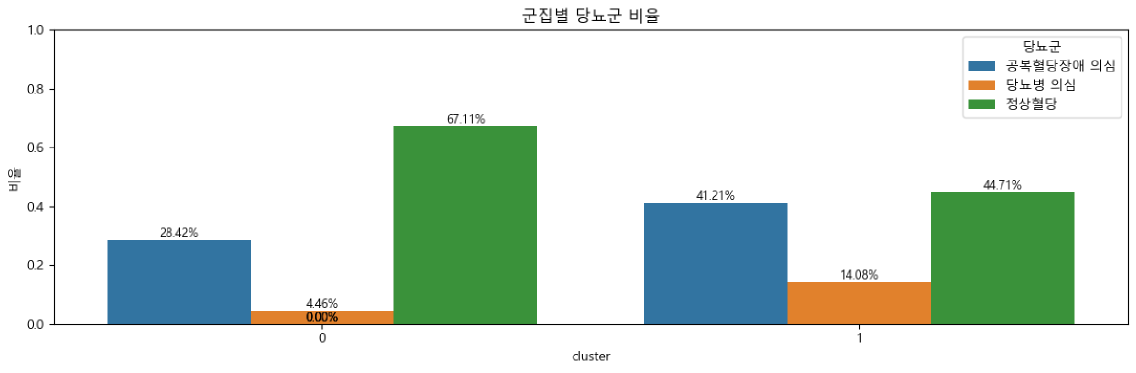 군집별 당뇨군 비율
1.0
0.8
0.6
0.4
0.2
0.0
비율
당뇨군
공복혈당장애 의심
당뇨병 의심
정상혈당
28.42%
4.46%
0.00%
67.11%
41.21%
14.08%
44.71%
0
1
cluster